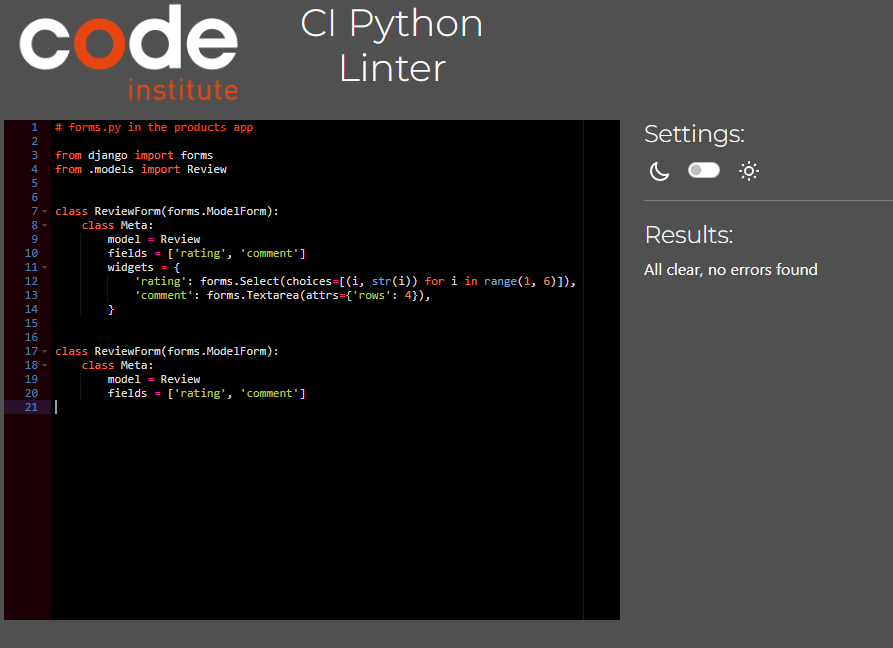 code
institute
CI Python
Linter
1 # forms.py in the products app
2
3 from django import forms
4 from .models import Review
5
6
7 class ReviewForm(forms.ModelForm):
8     class Meta:
9         model = Review
10         fields = ['rating', 'comment']
11         widgets = {
12             'rating': forms.Select(choices=[(i, str(i)) for i in range(1, 6)]),
13             'comment': forms.Textarea(attrs={'rows': 4}),
14         }
15
16
17 class ReviewForm(forms.ModelForm):
18     class Meta:
19         model = Review
20         fields = ['rating', 'comment']
21
Settings:
Results:
All clear, no errors found